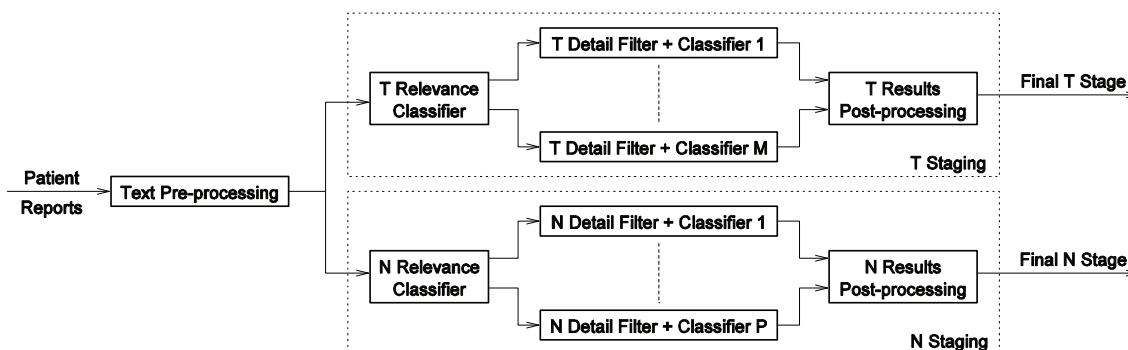 T Detail Filter + Classifier 1
T Relevance
Classifier
T Results
Post-processing
Final T Stage
T Detail Filter + Classifier M
T Staging
Patient
Reports
Text Pre-processing
N Detail Filter + Classifier 1
N Relevance
Classifier
N Results
Post-processing
Final N Stage
N Detail Filter + Classifier P
N Staging